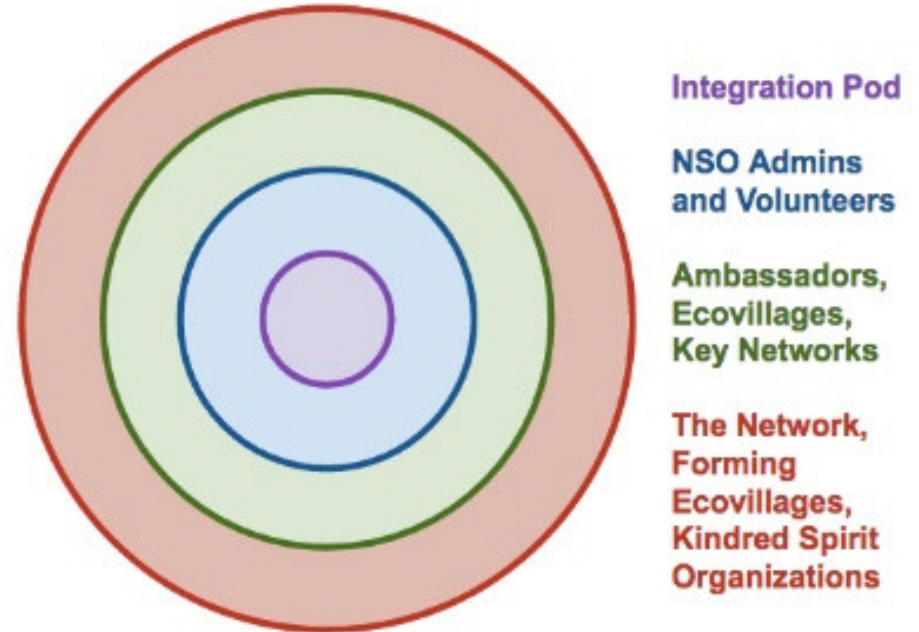 Integration Pod
NSO Admins
and Volunteers
Ambassadors,
Ecovillages,
Key Networks
The Network,
Forming
Ecovillages,
Kindred Spirit
Organizations